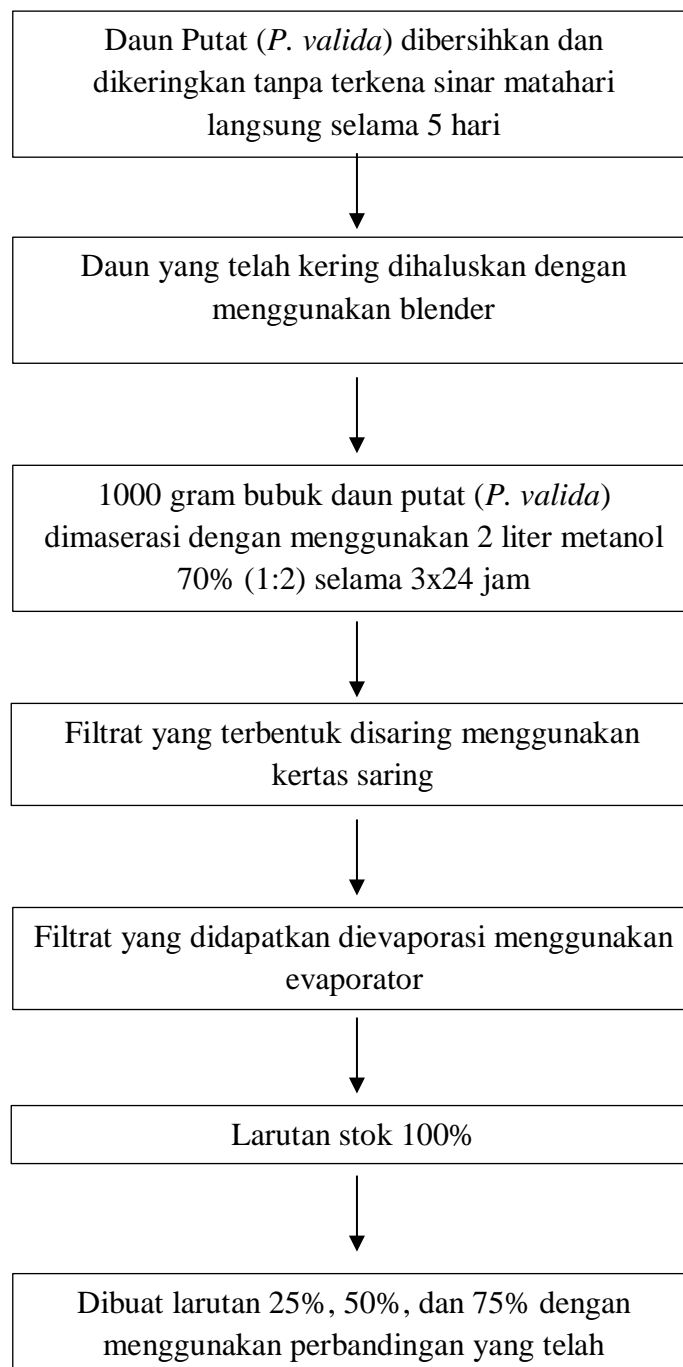 Daun Putat (P. valida) dibersihkan dan
dikeringkan tanpa terkena sinar matahari
langsung selama 5 hari
Daun yang telah kering dihaluskan dengan
menggunakan blender
1000 gram bubuk daun putat (P. valida)
dimaserasi dengan menggunakan 2 liter metanol
70% (1:2) selama 3x24 jam
Filtrat yang terbentuk disaring menggunakan
kertas saring
Filtrat yang didapatkan dievaporasi menggunakan
evaporator
Larutan stok 100%
Dibuat larutan 25%, 50%, dan 75% dengan
menggunakan perbandingan yang telah